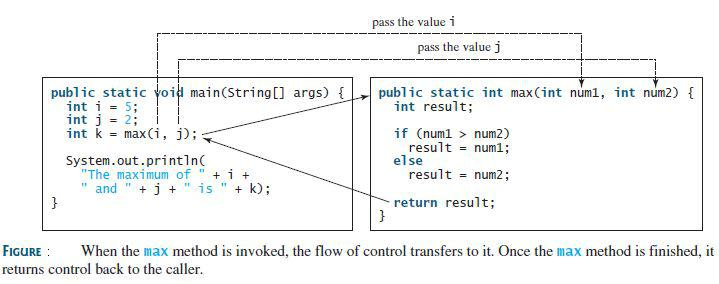 pass the value i
pass the value j
public static void main(String[] args) {
int i = 5;
int j = 2;
int k = max(i, j);
System.out.println(
"The maximum of " + i +
" and " + j + " is " + k);
}
public static int max(int num1, int num2) {
int result;
if (num1 > num2)
result = num1;
else
result = num2;
return result;
}
FIGURE : When the max method is invoked, the flow of control transfers to it. Once the max method is finished, it
returns control back to the caller.